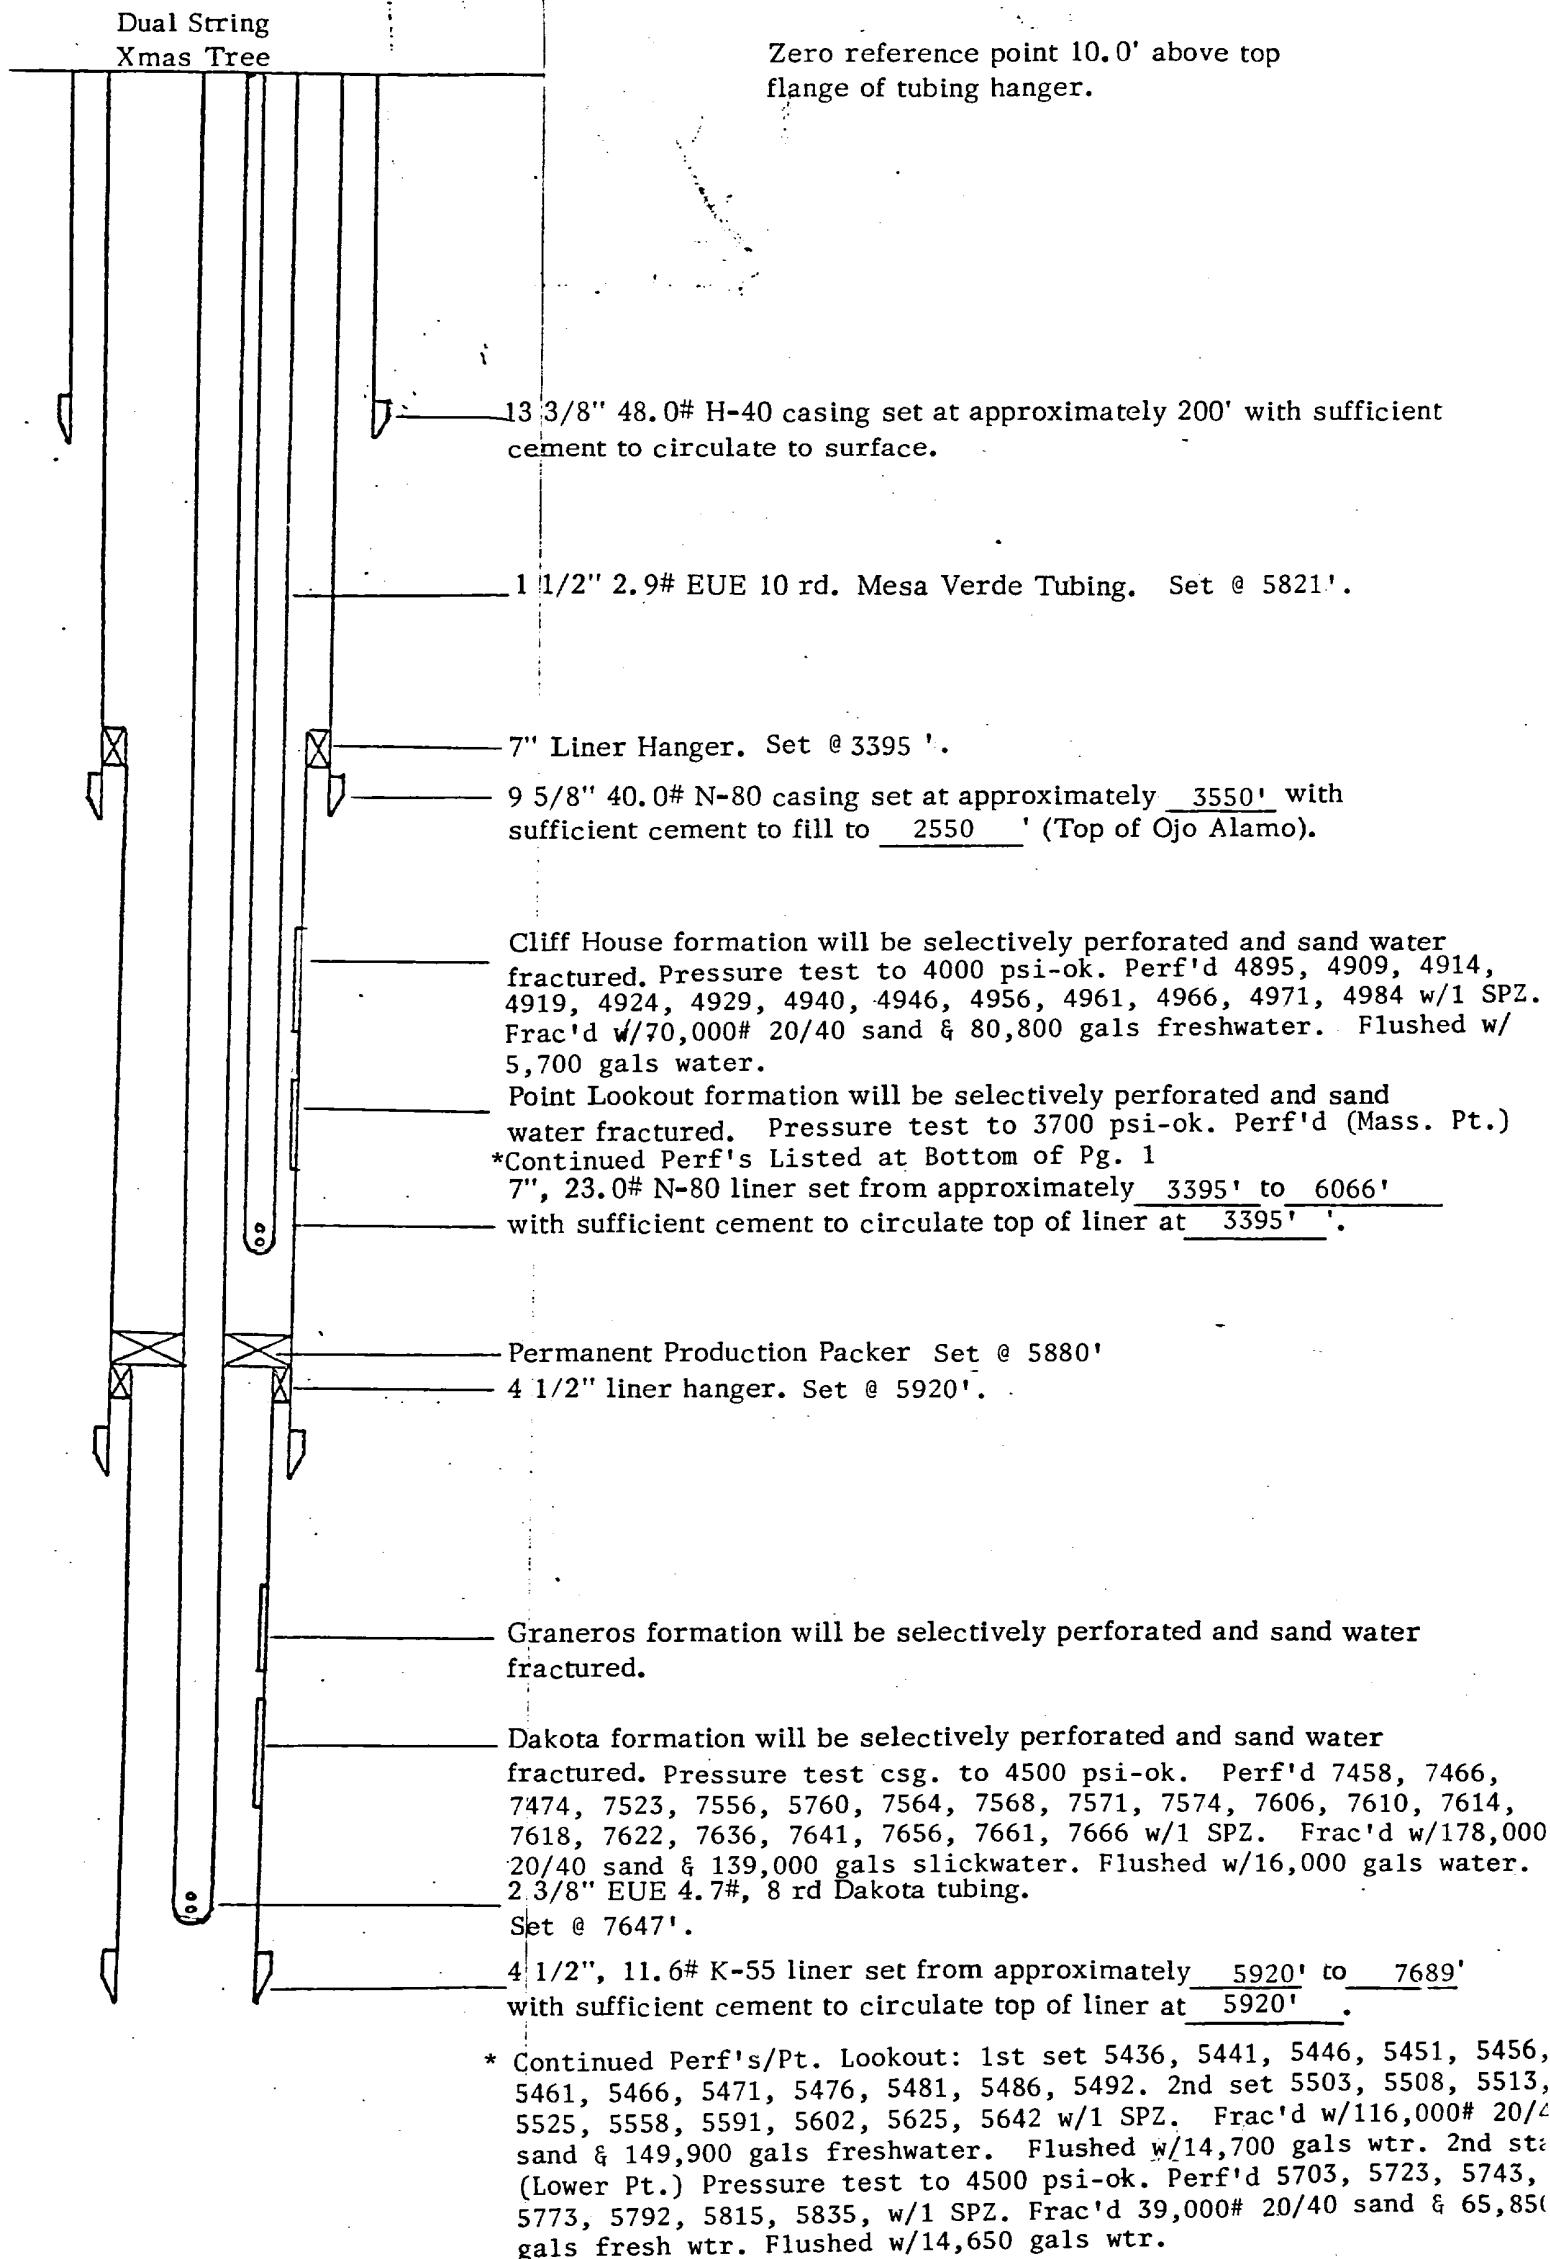 Dual String
Xmas Tree
Zero reference point 10.0' above top
flange of tubing hanger.
13 3/8" 48.0# H-40 casing set at approximately 200' with sufficient
cement to circulate to surface.
1 1/2" 2.9# EUE 10 rd. Mesa Verde Tubing. Set @ 5821'.
7" Liner Hanger. Set @ 3395 '.
9 5/8" 40.0# N-80 casing set at approximately 3550' with
sufficient cement to fill to 2550 ' (Top of Ojo Alamo).
Cliff House formation will be selectively perforated and sand water
fractured. Pressure test to 4000 psi-ok. Perf'd 4895, 4909, 4914,
4919, 4924, 4929, 4940, 4946, 4956, 4961, 4966, 4971, 4984 w/1 SPZ.
Frac'd w/70,000# 20/40 sand & 80,800 gals freshwater. Flushed w/
5,700 gals water.
Point Lookout formation will be selectively perforated and sand
water fractured. Pressure test to 3700 psi-ok. Perf'd (Mass. Pt.)
*Continued Perf's Listed at Bottom of Pg. 1
7", 23.0# N-80 liner set from approximately 3395' to 6066'
with sufficient cement to circulate top of liner at 3395' '.
Permanent Production Packer Set @ 5880'
4 1/2" liner hanger. Set @ 5920'.
Graneros formation will be selectively perforated and sand water
fractured.
Dakota formation will be selectively perforated and sand water
fractured. Pressure test csg. to 4500 psi-ok. Perf'd 7458, 7466,
7474, 7523, 7556, 5760, 7564, 7568, 7571, 7574, 7606, 7610, 7614,
7618, 7622, 7636, 7641, 7656, 7661, 7666 w/1 SPZ. Frac'd w/178,000
20/40 sand & 139,000 gals slickwater. Flushed w/16,000 gals water.
2 3/8" EUE 4.7#, 8 rd Dakota tubing.
Set @ 7647'.
4 1/2", 11.6# K-55 liner set from approximately 5920' to 7689'
with sufficient cement to circulate top of liner at 5920' .
* Continued Perf's/Pt. Lookout: 1st set 5436, 5441, 5446, 5451, 5456,
5461, 5466, 5471, 5476, 5481, 5486, 5492. 2nd set 5503, 5508, 5513,
5525, 5558, 5591, 5602, 5625, 5642 w/1 SPZ. Frac'd w/116,000#
sand & 149,900 gals freshwater. Flushed w/14,700 gals wtr. 2nd
(Lower Pt.) Pressure test to 4500 psi-ok. Perf'd 5703, 5723, 5743,
5773, 5792, 5815, 5835, w/1 SPZ. Frac'd 39,000# 20/40 sand &
gals fresh wtr. Flushed w/14,650 gals wtr.